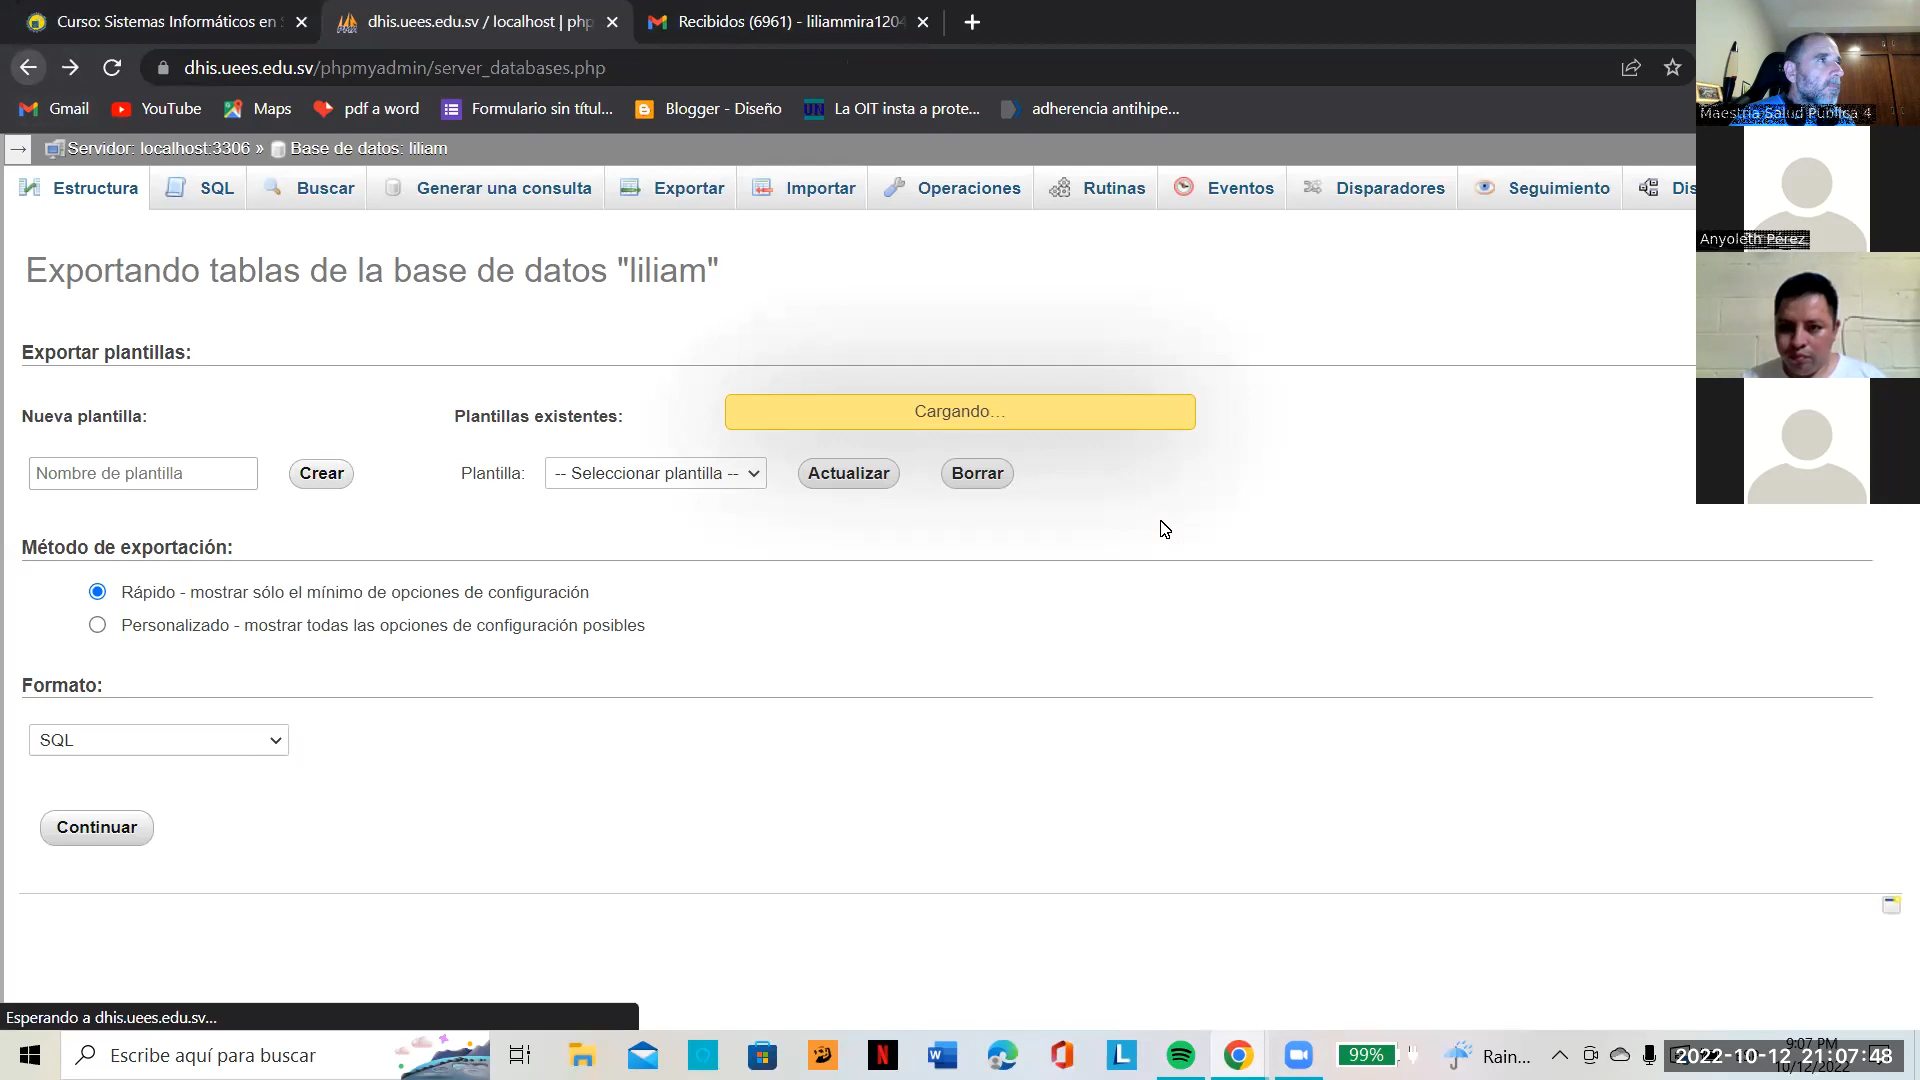 Curso: Sistemas Informáticos en S
dhis.uees.edu.sv / localhost | php
Recibidos (6961) - liliammira1204
dhis.uees.edu.sv/phpmyadmin/server_databases.php
Gmail
YouTube
Maps
pdf a word
Formulario sin títul...
Blogger - Diseño
La OIT insta a prote...
adherencia antihipe...
Maestria Salud Publica 4
Servidor: localhost:3306 » Base de datos: liliam
Estructura
SQL
Buscar
Generar una consulta
Exportar
Importar
Operaciones
Rutinas
Eventos
Disparadores
Seguimiento
Dis
Anyoleth Pérez
Exportando tablas de la base de datos "liliam"
Exportar plantillas:
Nueva plantilla:
Plantillas existentes:
Cargando...
Nombre de plantilla
Crear
Plantilla:
-- Seleccionar plantilla --
Actualizar
Borrar
Método de exportación:
Rápido - mostrar sólo el mínimo de opciones de configuración
Personalizado - mostrar todas las opciones de configuración posibles
Formato:
SQL
Continuar
Esperando a dhis.uees.edu.sv...
Escribe aquí para buscar
99%
Rain...
9:07 PM
10/12/2022
2022-10-12 21:07:48